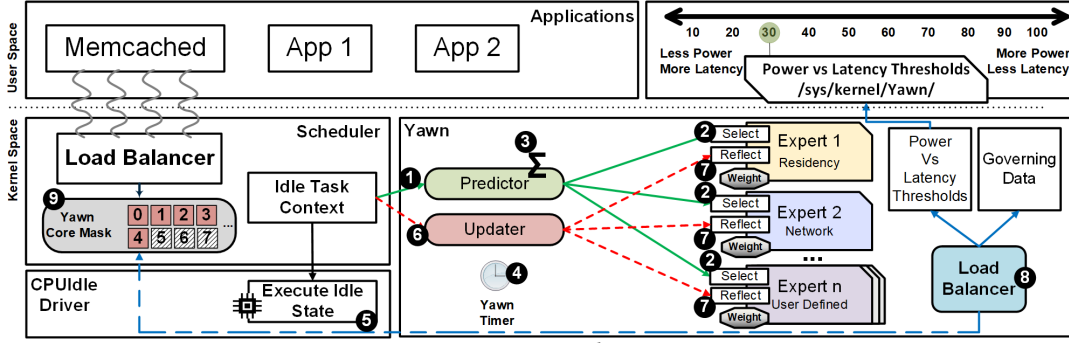 User Space
Applications
Memcached
App 1
App 2
10 20 30 40 50 60 70 80 90 100
Less Power
More Latency
More Power
Less Latency
Power vs Latency Thresholds
/sys/kernel/Yawn/
Kernel Space
Scheduler
Load Balancer
9
Yawn
Core Mask
0 1 2 3
4 5 6 7
...
Idle Task
Context
CPUIdle
Driver
Execute Idle
State
5
Yawn
1
Predictor
3
Σ
6
Updater
4
Yawn
Timer
2
Select
Reflect
7
Weight
Expert 1
Residency
2
Select
Reflect
7
Weight
Expert 2
Network
...
2
Select
Reflect
7
Weight
Expert n
User Defined
Power
Vs
Latency
Thresholds
Governing
Data
Load
Balancer
8